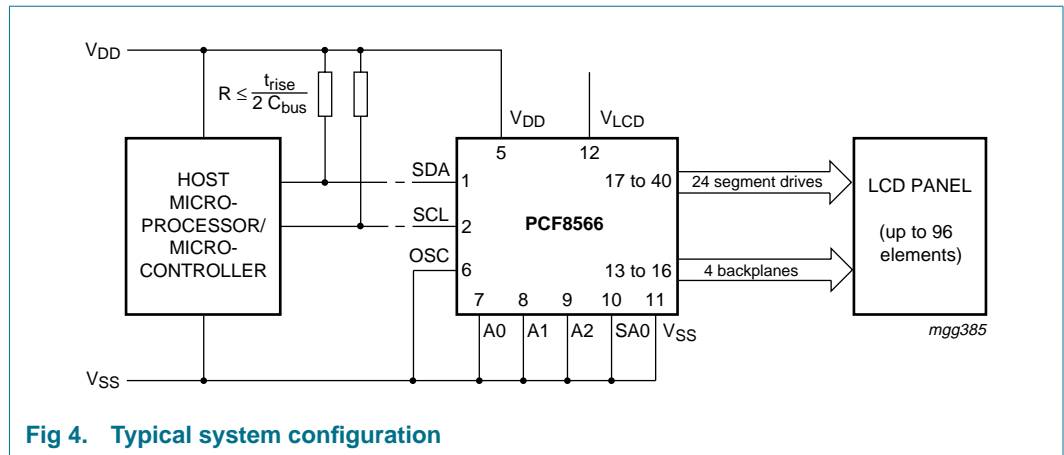 VDD
R ≤ trise
2 Cbus
VDD
VLCD
5
12
HOST
MICRO-
PROCESSOR/
MICRO-
CONTROLLER
SDA
1
SCL
2
OSC
6
PCF8566
17 to 40
24 segment drives
13 to 16
4 backplanes
LCD PANEL
(up to 96
elements)
7
8
9
10
11
A0
A1
A2
SA0
VSS
mgg385
VSS
Fig 4. Typical system configuration